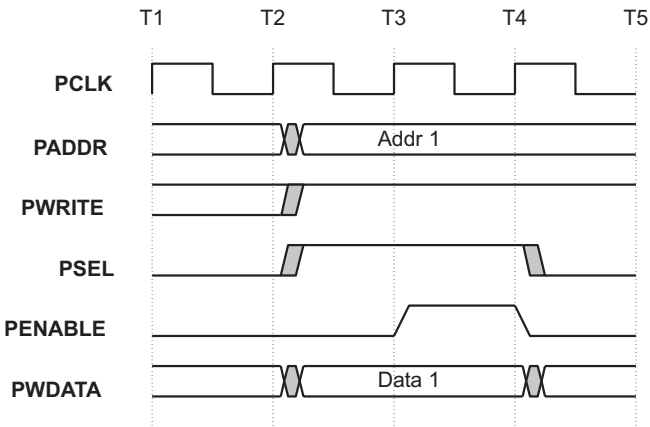 T1 T2 T3 T4 T5
PCLK
PADDR Addr 1
PWRITE
PSEL
PENABLE
PWDATA Data 1